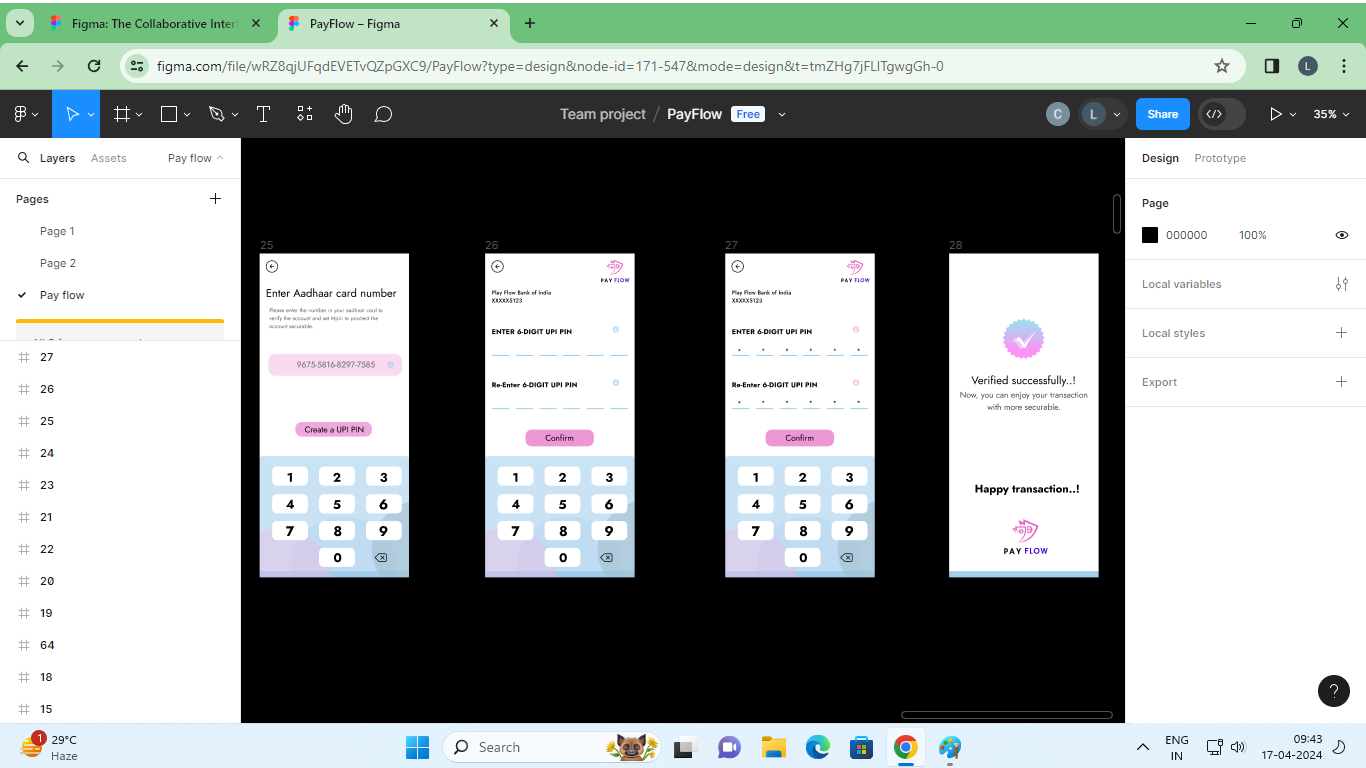 Figma: The Collaborative Inter
PayFlow – Figma
figma.com/file/wRZ8qjUFqdEVETvQZpGXC9/PayFlow?type=design&node-id=171-547&mode=design&t=tmZHg7jFLITgwgGh-0
L
Team project / PayFlow Free
C L Share 35%
Layers Assets Pay flow
Pages
Page 1
Page 2
Pay flow
27
26
25
24
23
21
22
20
19
64
18
15
25
Enter Aadhaar card number
Please enter the number in your aadhaar card to
verify the account and set Mpin to proctect the
account securable.
9675-5816-8297-7585
Create a UPI PIN
1 2 3
4 5 6
7 8 9
0
26
PAY FLOW
Play Flow Bank of India
XXXXX5123
ENTER 6-DIGIT UPI PIN
Re-Enter 6-DIGIT UPI PIN
Confirm
1 2 3
4 5 6
7 8 9
0
27
PAY FLOW
Play Flow Bank of India
XXXXX5123
ENTER 6-DIGIT UPI PIN
Re-Enter 6-DIGIT UPI PIN
Confirm
1 2 3
4 5 6
7 8 9
0
28
Verified successfully..!
Now, you can enjoy your transaction
with more securable.
Happy transaction..!
PAY FLOW
Design Prototype
Page
000000 100%
Local variables
Local styles
Export
?
1
29°C
Haze
Search
ENG
IN
09:43
17-04-2024